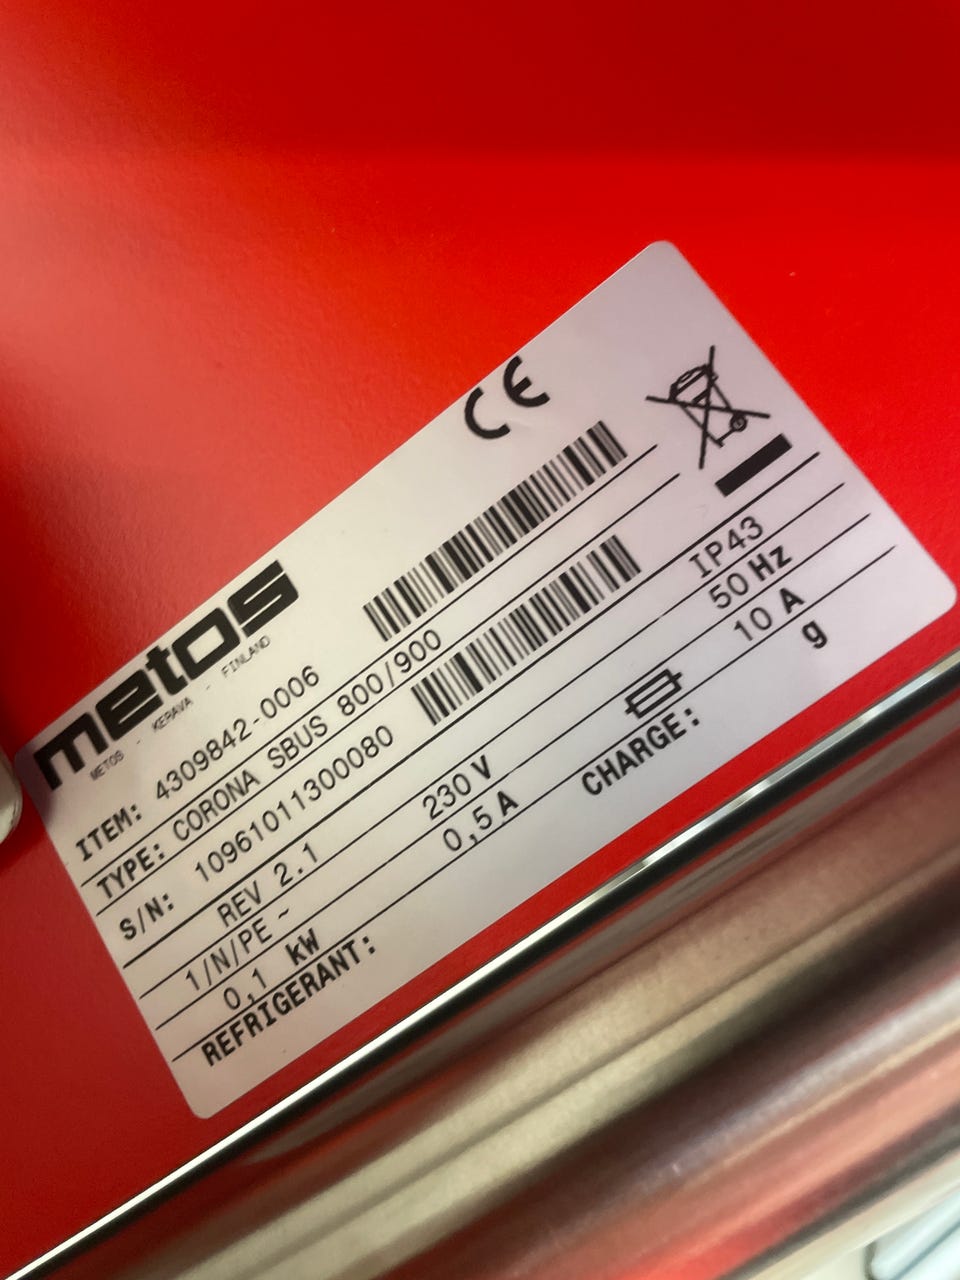 metos
METOS - KERAVA - FINLAND
CE
ITEM: 4309842-0006
TYPE: CORONA SBUS 800/900
S/N: 1096101130080
REV 2.1 IP43
1/N/PE ~ 230 V 50 Hz
0,1 kW 0,5 A 10 A
REFRIGERANT: CHARGE: g